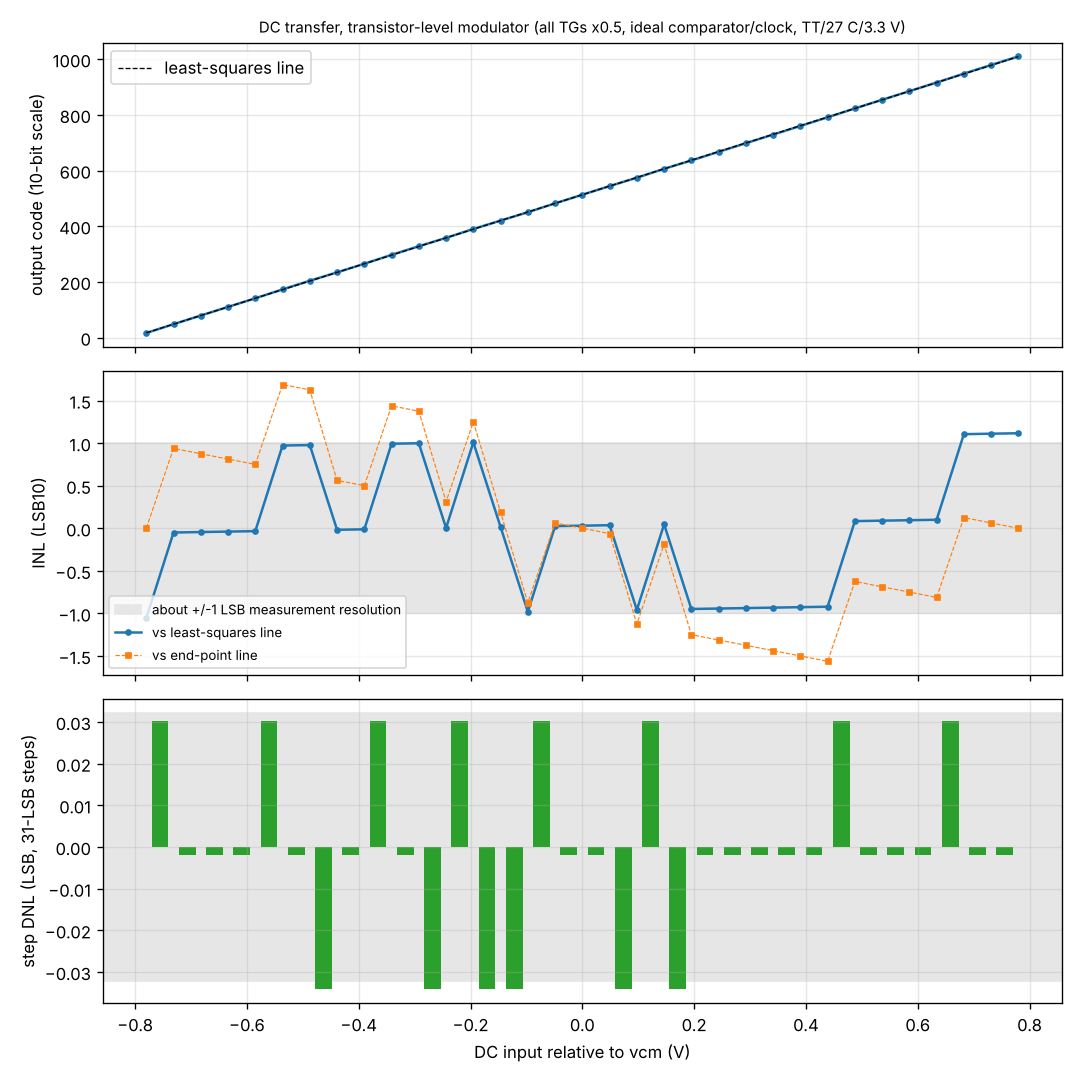 DC transfer, transistor-level modulator (all TGs x0.5, ideal comparator/clock, TT/27 C/3.3 V)
least-squares line
output code (10-bit scale)
1000
800
600
400
200
0
INL (LSB10)
1.5
1.0
0.5
0.0
−0.5
−1.0
−1.5
about +/-1 LSB measurement resolution
vs least-squares line
vs end-point line
step DNL (LSB, 31-LSB steps)
0.03
0.02
0.01
0.00
−0.01
−0.02
−0.03
−0.8 −0.6 −0.4 −0.2 0.0 0.2 0.4 0.6 0.8
DC input relative to vcm (V)